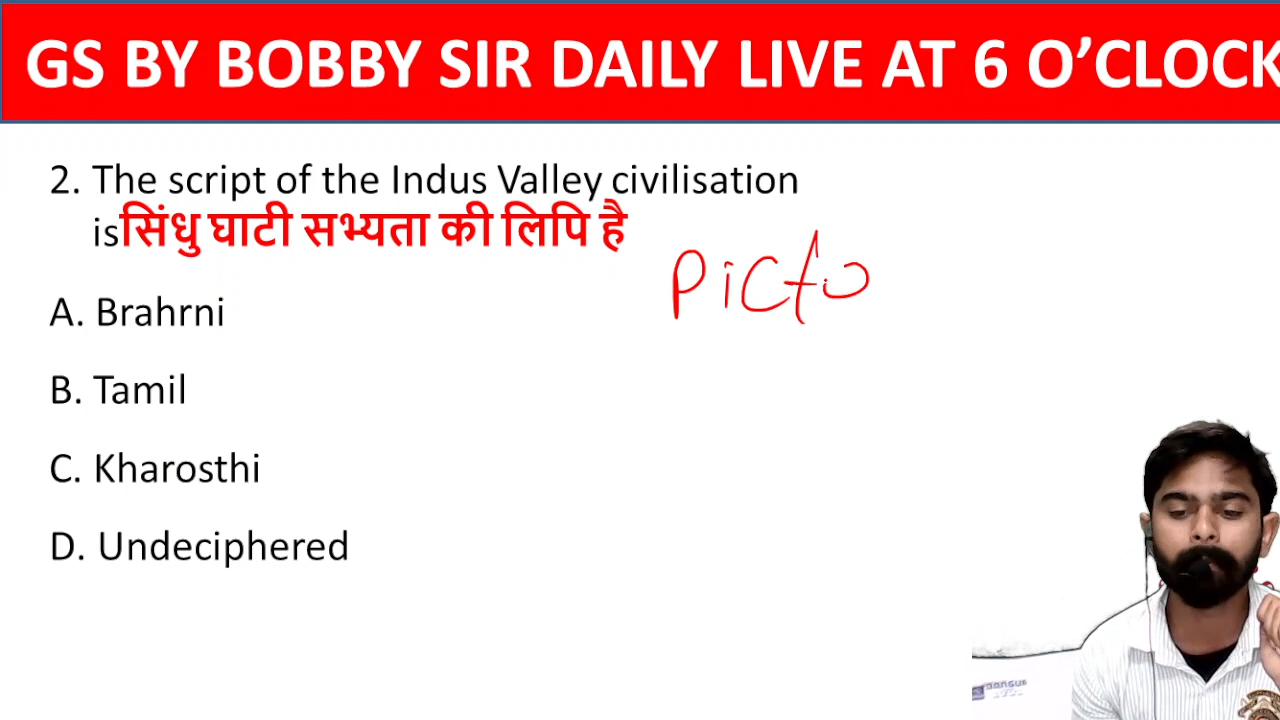 GS BY BOBBY SIR DAILY LIVE AT 6 O’CLOCK
2. The script of the Indus Valley civilisation
isसिंधु घाटी सभ्यता की लिपि है
Picto
A. Brahrni
B. Tamil
C. Kharosthi
D. Undeciphered